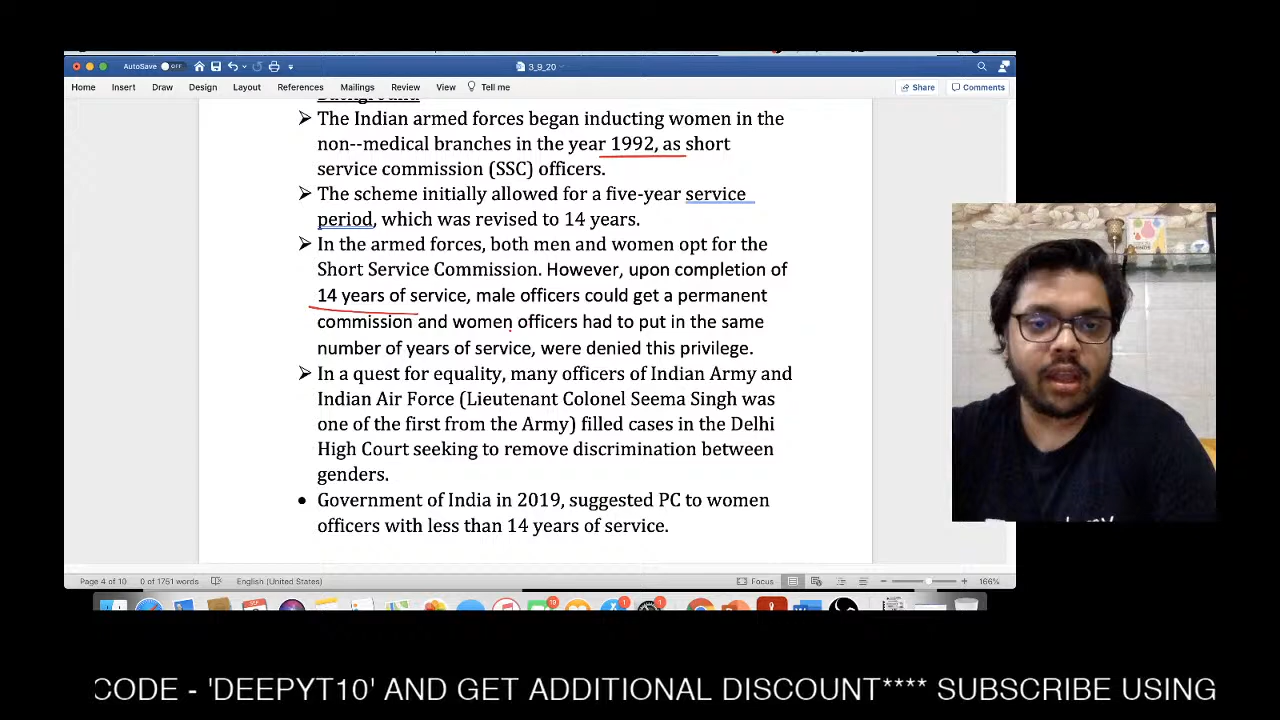 AutoSave OFF
3_9_20
Home Insert Draw Design Layout References Mailings Review View Tell me Share Comments
Background
➢ The Indian armed forces began inducting women in the
non--medical branches in the year 1992, as short
service commission (SSC) officers.
➢ The scheme initially allowed for a five-year service
period, which was revised to 14 years.
➢ In the armed forces, both men and women opt for the
Short Service Commission. However, upon completion of
14 years of service, male officers could get a permanent
commission and women officers had to put in the same
number of years of service, were denied this privilege.
➢ In a quest for equality, many officers of Indian Army and
Indian Air Force (Lieutenant Colonel Seema Singh was
one of the first from the Army) filled cases in the Delhi
High Court seeking to remove discrimination between
genders.
• Government of India in 2019, suggested PC to women
officers with less than 14 years of service.
Page 4 of 10 0 of 1751 words English (United States) Focus 166%
CODE - 'DEEPYT10' AND GET ADDITIONAL DISCOUNT**** SUBSCRIBE USING